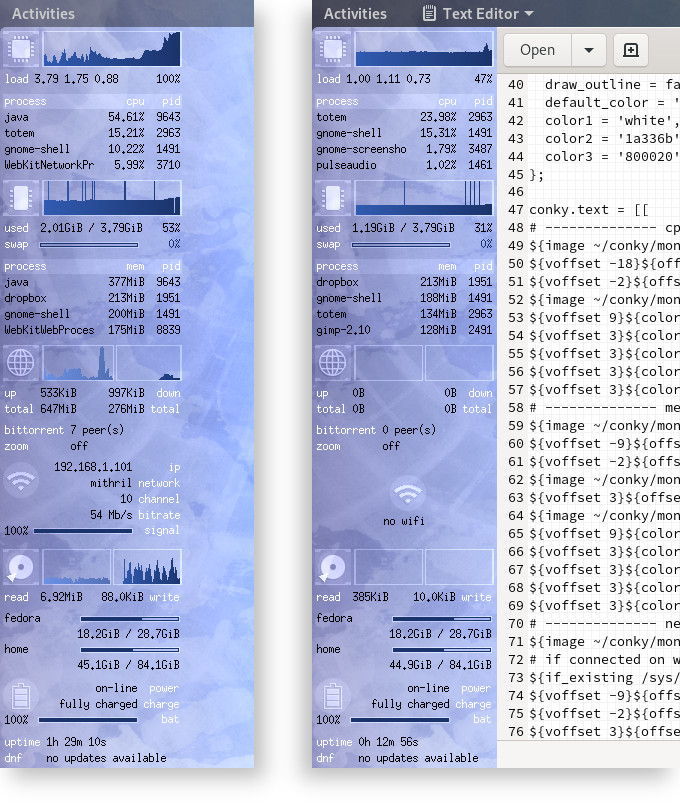 Activities
load 3.79 1.75 0.88 100%
process cpu pid
java 54.61% 9643
totem 15.21% 2963
gnome-shell 10.22% 1491
WebKitNetworkPr 5.99% 3710
used 2.01GiB / 3.79GiB 53%
swap 0%
process mem pid
java 377MiB 9643
dropbox 213MiB 1951
gnome-shell 200MiB 1491
WebKitWebProces 175MiB 8839
up 533KiB 997KiB down
total 647MiB 276MiB total
bittorrent 7 peer(s)
zoom off
192.168.1.101 ip
mithril network
10 channel
54 Mb/s bitrate
100% signal
read 6.92MiB 88.0KiB write
fedora
18.2GiB / 28.7GiB
home
45.1GiB / 84.1GiB
on-line power
fully charged charge
100% bat
uptime 1h 29m 10s
dnf no updates available
Activities Text Editor
load 1.00 1.11 0.73 47%
process cpu pid
totem 23.98% 2963
gnome-shell 15.31% 1491
gnome-screensho 1.79% 3487
pulseaudio 1.02% 1461
used 1.19GiB / 3.79GiB 31%
swap 0%
process mem pid
dropbox 213MiB 1951
gnome-shell 188MiB 1491
totem 134MiB 2963
gimp-2.10 128MiB 2491
up 0B 0B down
total 0B 0B total
bittorrent 0 peer(s)
zoom off
no wifi
read 385KiB 10.0KiB write
fedora
18.2GiB / 28.7GiB
home
44.9GiB / 84.1GiB
on-line power
fully charged charge
100% bat
uptime 0h 12m 56s
dnf no updates available
Open
40 draw_outline = fa
41 default_color = '
42 color1 = 'white',
43 color2 = '1a336b'
44 color3 = '800020'
45 };
46
47 conky.text = [[
48 # -------------- cp
49 ${image ~/conky/mon
50 ${voffset -18}${offs
51 ${voffset -2}${offs
52 ${image ~/conky/mon
53 ${voffset 9}${color
54 ${voffset 3}${color
55 ${voffset 3}${color
56 ${voffset 3}${color
57 ${voffset 3}${color
58 # -------------- me
59 ${image ~/conky/mon
60 ${voffset -9}${offs
61 ${voffset -2}${offs
62 ${image ~/conky/mon
63 ${voffset 3}${offse
64 ${image ~/conky/mon
65 ${voffset 9}${color
66 ${voffset 3}${color
67 ${voffset 3}${color
68 ${voffset 3}${color
69 ${voffset 3}${color
70 # -------------- ne
71 ${image ~/conky/mon
72 # if connected on w
73 ${if_existing /sys/
74 ${voffset -9}${offs
75 ${voffset -2}${offs
76 ${voffset 3}${offse